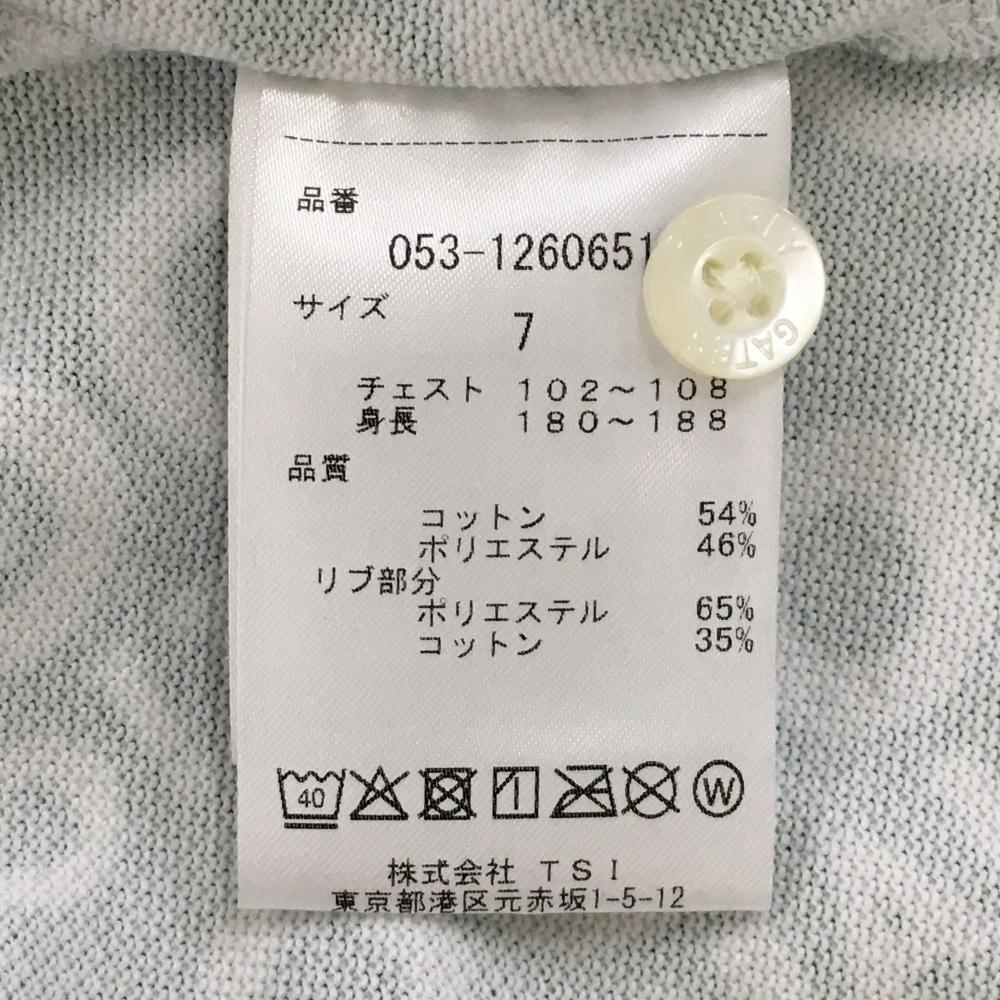 品番
053-1260651
サイズ
7
チェスト 102～108
身長 180～188
品質
コットン 54%
ポリエステル 46%
リブ部分
ポリエステル 65%
コットン 35%
40
W
株式会社 TSI
東京都港区元赤坂1-5-12
GATE